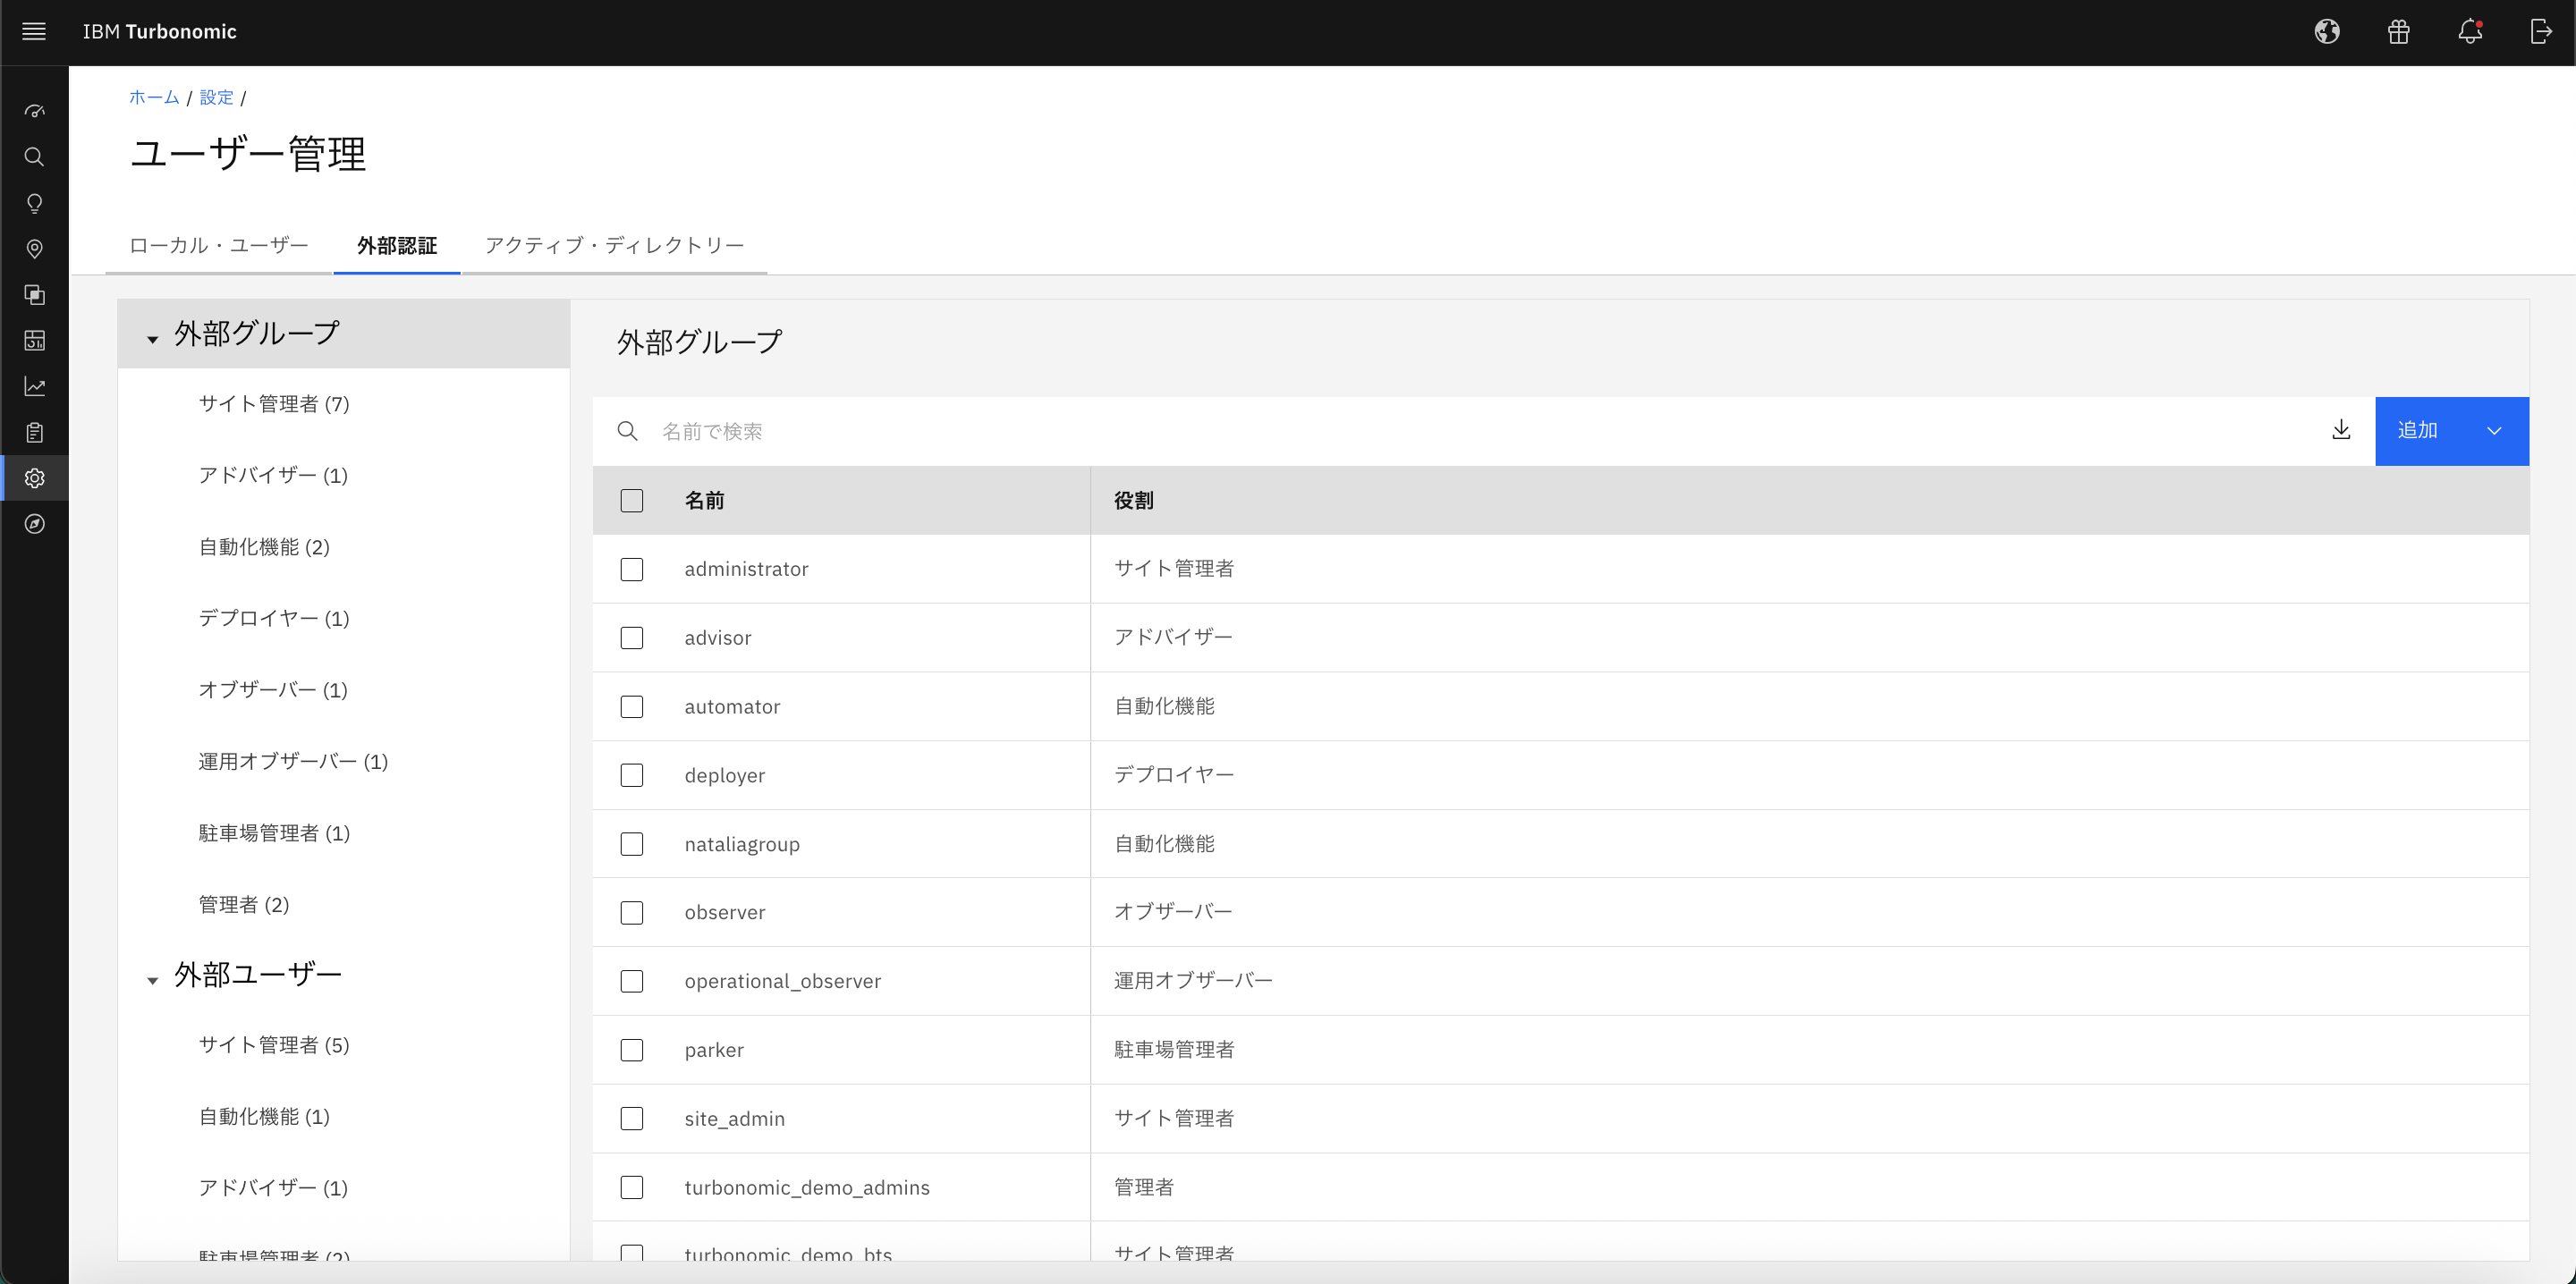 IBM Turbonomic
ホーム / 設定 /
ユーザー管理
ローカル・ユーザー
外部認証
アクティブ・ディレクトリー
外部グループ
サイト管理者 (7)
アドバイザー (1)
自動化機能 (2)
デプロイヤー (1)
オブザーバー (1)
運用オブザーバー (1)
駐車場管理者 (1)
管理者 (2)
外部ユーザー
サイト管理者 (5)
自動化機能 (1)
アドバイザー (1)
駐車場管理者 (2)
外部グループ
名前で検索
追加
名前 役割
administrator サイト管理者
advisor アドバイザー
automator 自動化機能
deployer デプロイヤー
nataliagroup 自動化機能
observer オブザーバー
operational_observer 運用オブザーバー
parker 駐車場管理者
site_admin サイト管理者
turbonomic_demo_admins 管理者
turbonomic_demo_bts サイト管理者